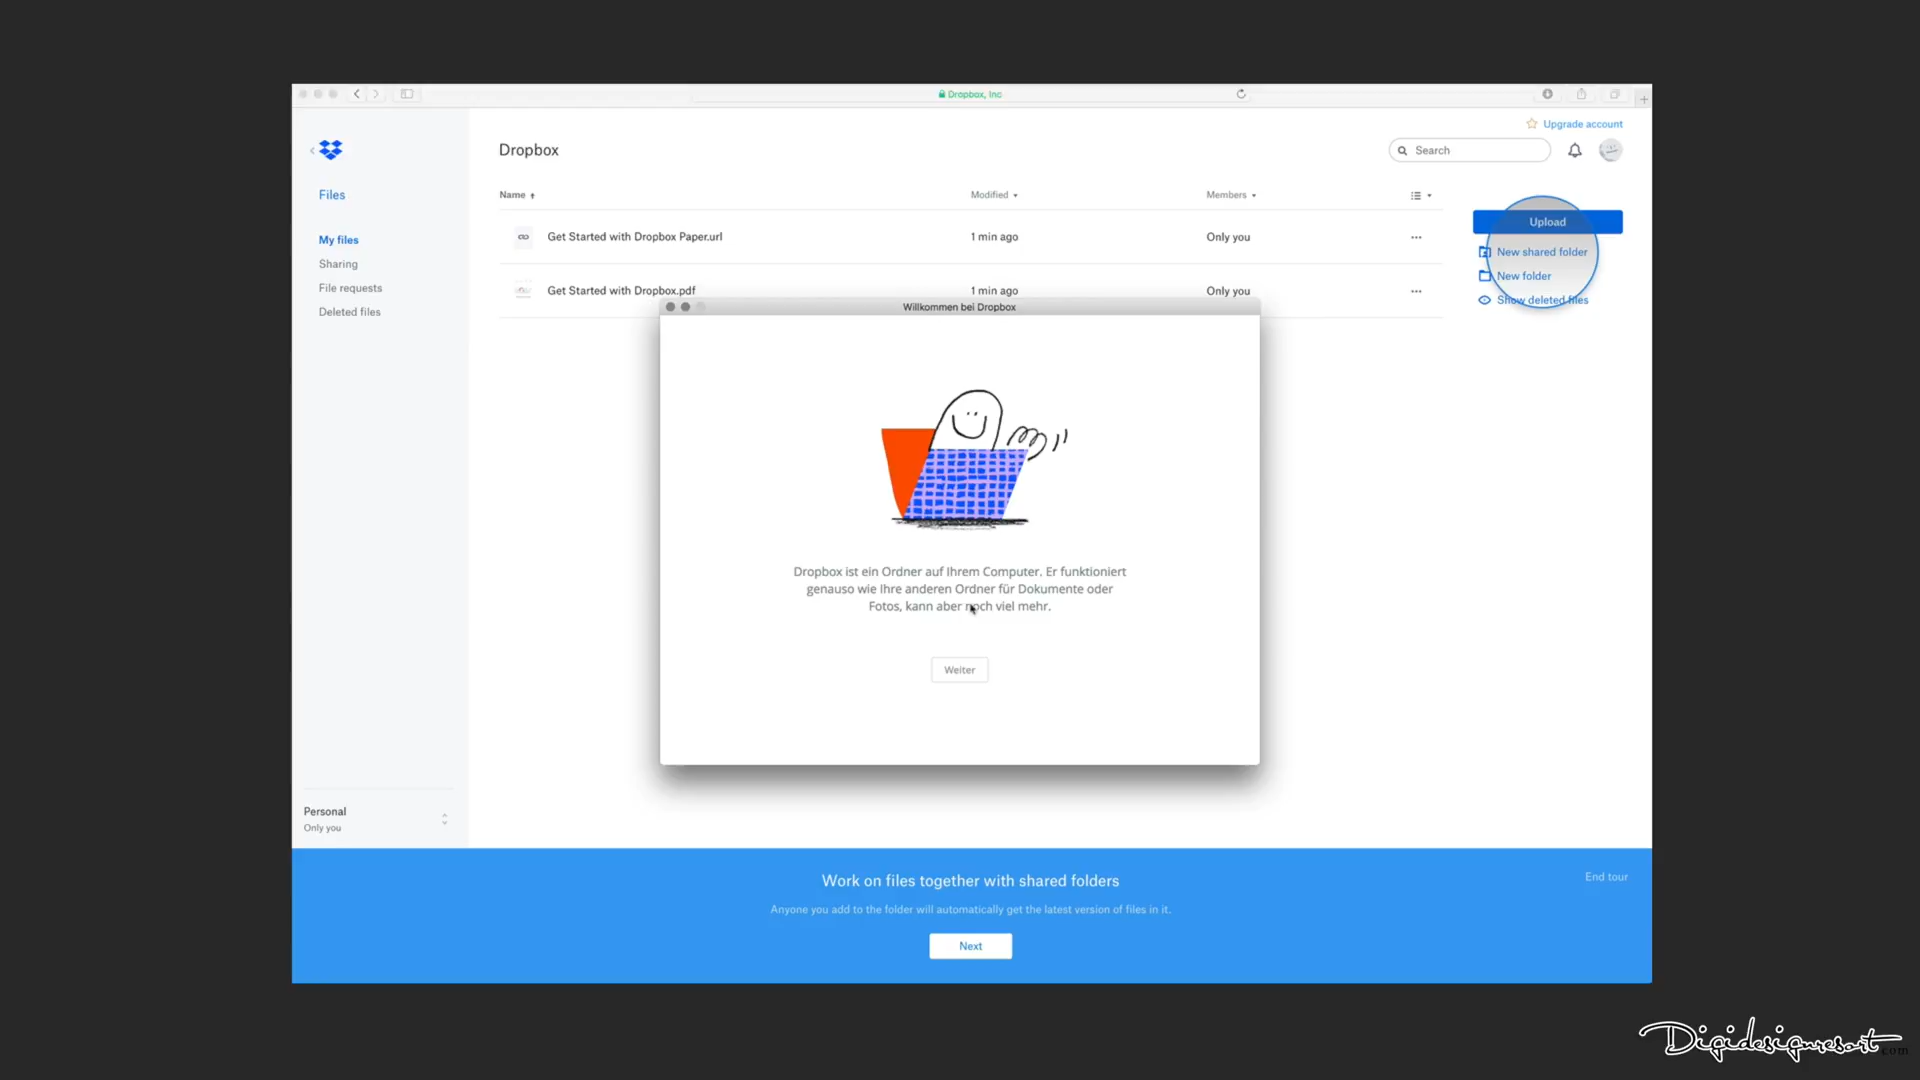 Dropbox, Inc
Upgrade account
Dropbox
Search
Files
Name
Modified
Members
My files
Sharing
File requests
Deleted files
Get Started with Dropbox Paper.url
1 min ago
Only you
Get Started with Dropbox.pdf
1 min ago
Only you
Upload
New shared folder
New folder
Show deleted files
Willkommen bei Dropbox
Dropbox ist ein Ordner auf Ihrem Computer. Er funktioniert
genauso wie Ihre anderen Ordner für Dokumente oder
Fotos, kann aber noch viel mehr.
Weiter
Personal
Only you
Work on files together with shared folders
End tour
Anyone you add to the folder will automatically get the latest version of files in it.
Next
Digidesignresort.com